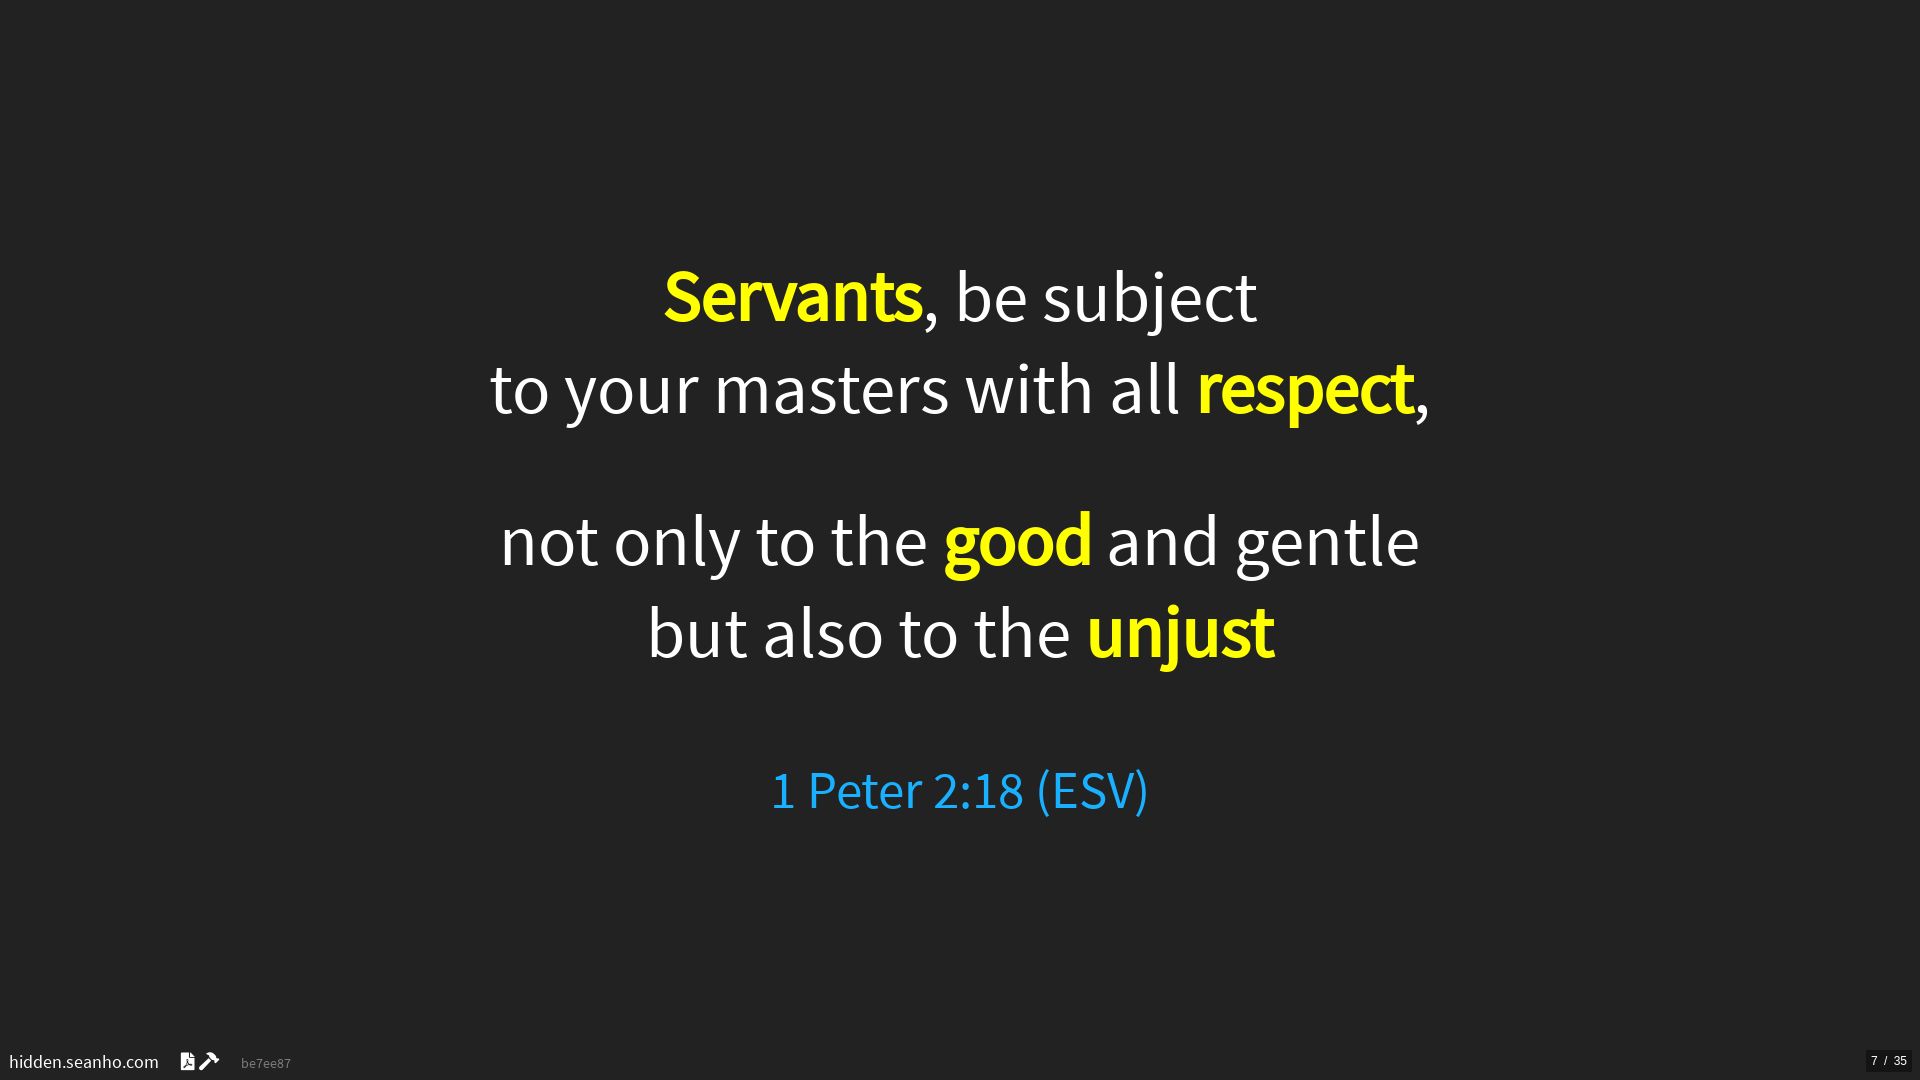 Servants, be subject
to your masters with all respect,
not only to the good and gentle
but also to the unjust
1 Peter 2:18 (ESV)
hidden.seanho.com
be7ee87
7 / 35